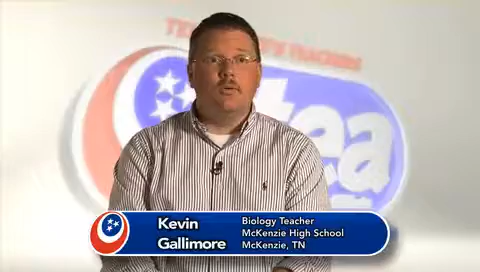 tea
Kevin
Gallimore
Biology Teacher
McKenzie High School
McKenzie, TN